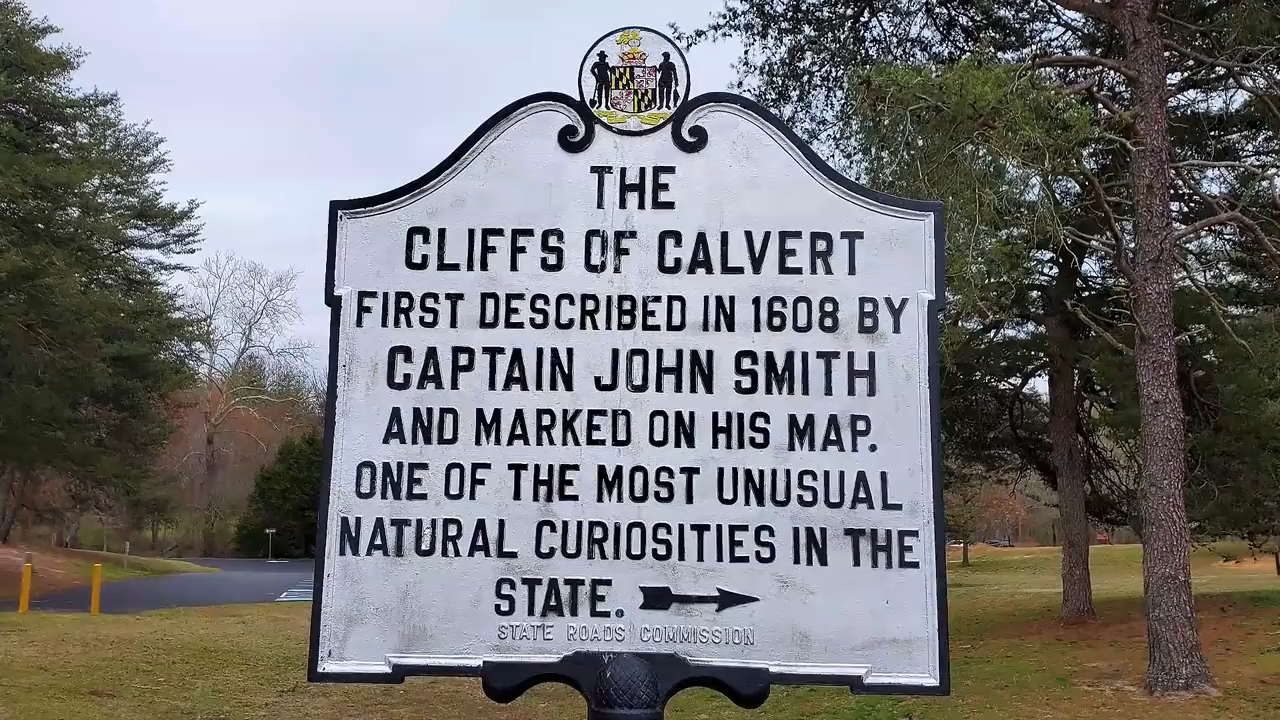 THE
CLIFFS OF CALVERT
FIRST DESCRIBED IN 1608 BY
CAPTAIN JOHN SMITH
AND MARKED ON HIS MAP.
ONE OF THE MOST UNUSUAL
NATURAL CURIOSITIES IN THE
STATE.
STATE ROADS COMMISSION